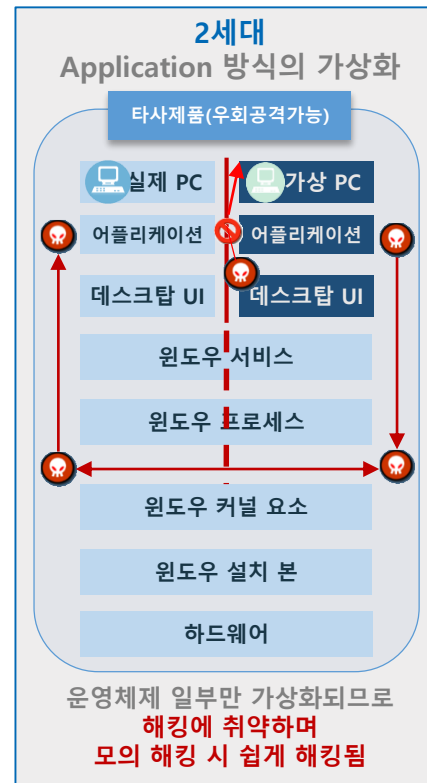 2세대
Application 방식의 가상화
타사제품(우회공격가능)
실제 PC
가상 PC
어플리케이션
어플리케이션
데스크탑 UI
데스크탑 UI
윈도우 서비스
윈도우 프로세스
윈도우 커널 요소
윈도우 설치 본
하드웨어
운영체제 일부만 가상화되므로
해킹에 취약하며
모의 해킹 시 쉽게 해킹됨